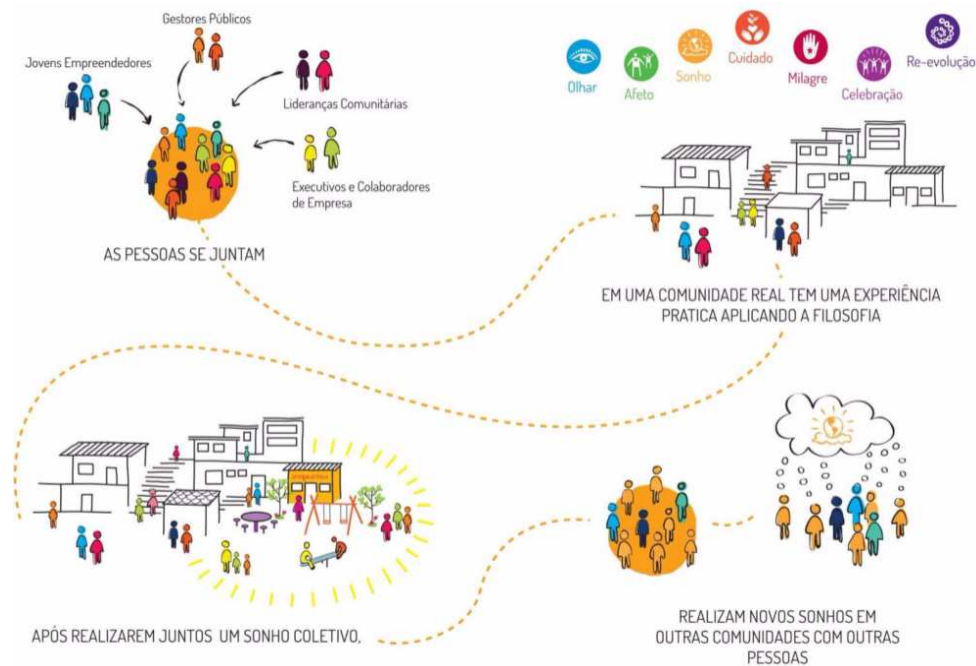 Gestores Públicos
Jovens Empreendedores
Lideranças Comunitárias
Executivos e Colaboradores
de Empresa
AS PESSOAS SE JUNTAM
Olhar
Afeto
Sonho
Cuidado
Milagre
Celebração
Re-evolução
EM UMA COMUNIDADE REAL TEM UMA EXPERIÊNCIA
PRATICA APLICANDO A FILOSOFIA
APÓS REALIZAREM JUNTOS UM SONHO COLETIVO,
REALIZAM NOVOS SONHOS EM
OUTRAS COMUNIDADES COM OUTRAS
PESSOAS